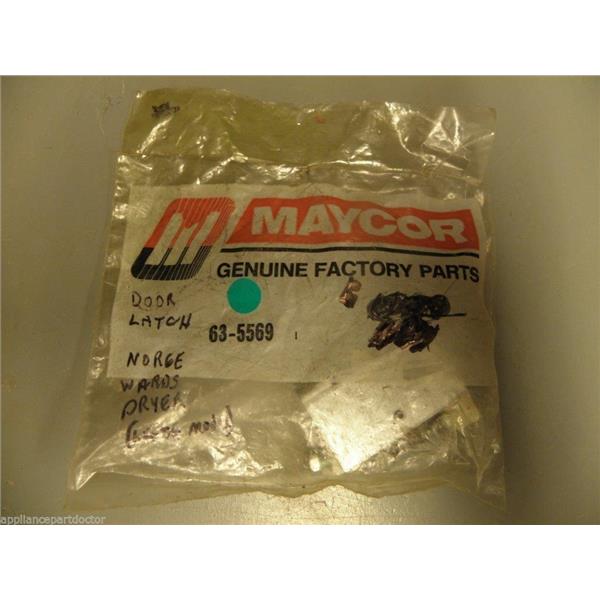 MAYCOR
GENUINE FACTORY PARTS
DOOR
LATCH
63-5569
NORGE
WARDS
DRYER
appliancepartdoctor